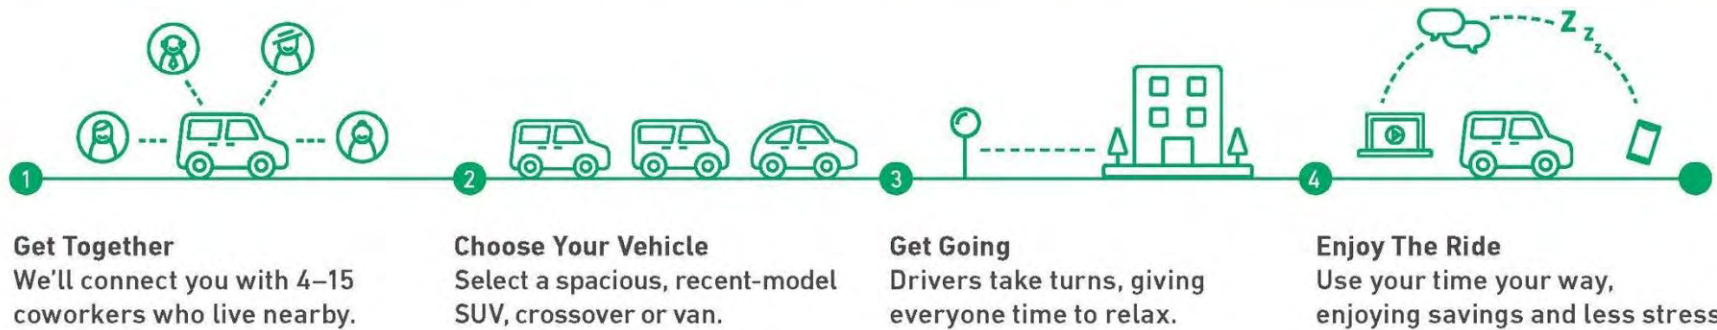 Z z z
1
2
3
4
Get Together
We'll connect you with 4–15
coworkers who live nearby.
Choose Your Vehicle
Select a spacious, recent-model
SUV, crossover or van.
Get Going
Drivers take turns, giving
everyone time to relax.
Enjoy The Ride
Use your time your way,
enjoying savings and less stress